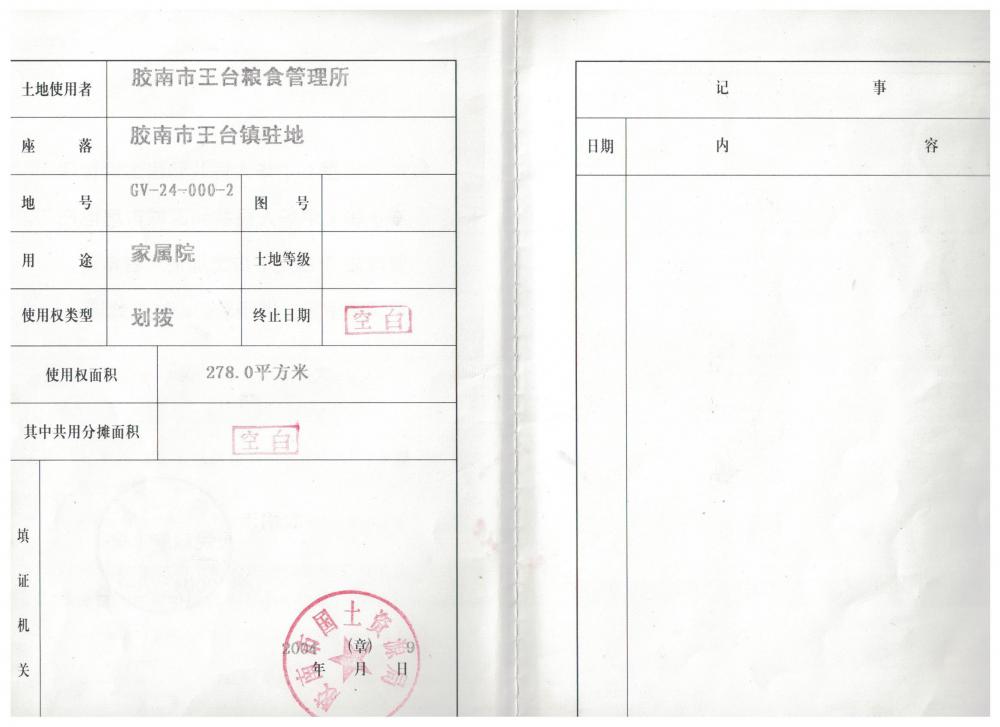 土地使用者 胶南市王台粮食管理所
座 落 胶南市王台镇驻地
地 号 GV-24-000-2 图 号
用 途 家属院 土地等级
使用权类型 划拨 终止日期 空白
使用权面积 278.0平方米
其中共用分摊面积 空白
填证机关
胶南市国土资源局
(章) 9
年 月 日
记 事
日期 内 容